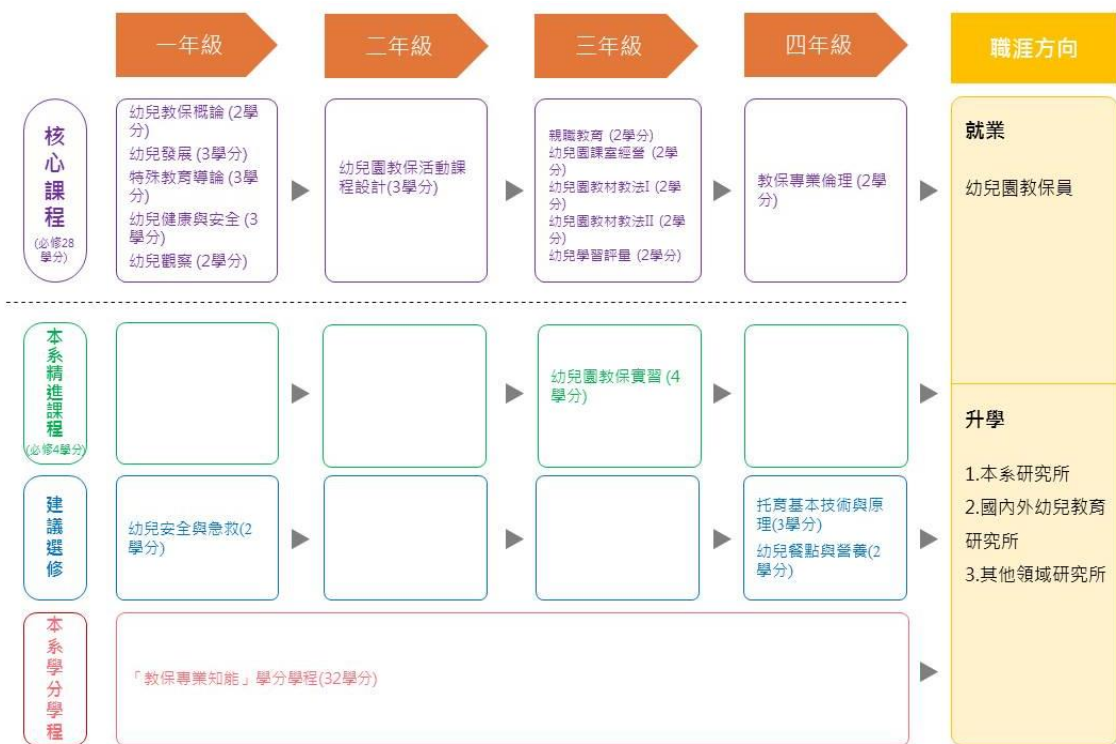 一年級
二年級
三年級
四年級
職涯方向
核心課程
(必修28
學分)
幼兒教保概論 (2學
分)
幼兒發展 (3學分)
特殊教育導論 (3學
分)
幼兒健康與安全 (3
學分)
幼兒觀察 (2學分)
幼兒園教保活動課
程設計(3學分)
親職教育 (2學分)
幼兒園課室經營 (2學
分)
幼兒園教材教法I (2學
分)
幼兒園教材教法II (2學
分)
幼兒學習評量 (2學分)
教保專業倫理 (2學
分)
就業
幼兒園教保員
本系精進課程
(必修4學分)
幼兒園教保實習 (4
學分)
建議選修
幼兒安全與急救(2
學分)
托育基本技術與原
理(3學分)
幼兒餐點與營養(2
學分)
升學
1.本系研究所
2.國內外幼兒教育
研究所
3.其他領域研究所
本系學分學程
「教保專業知能」學分學程(32學分)